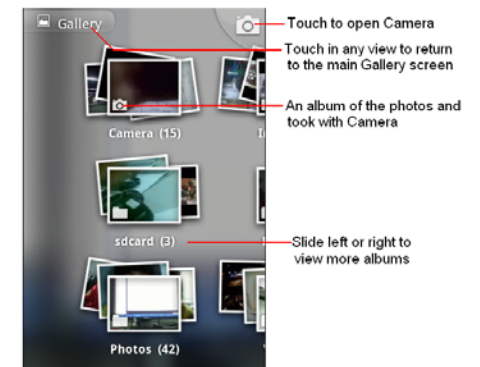 Gallery
Touch to open Camera
Touch in any view to return
to the main Gallery screen
An album of the photos and
took with Camera
Camera (15)
sdcard (3)
Slide left or right to
view more albums
Photos (42)